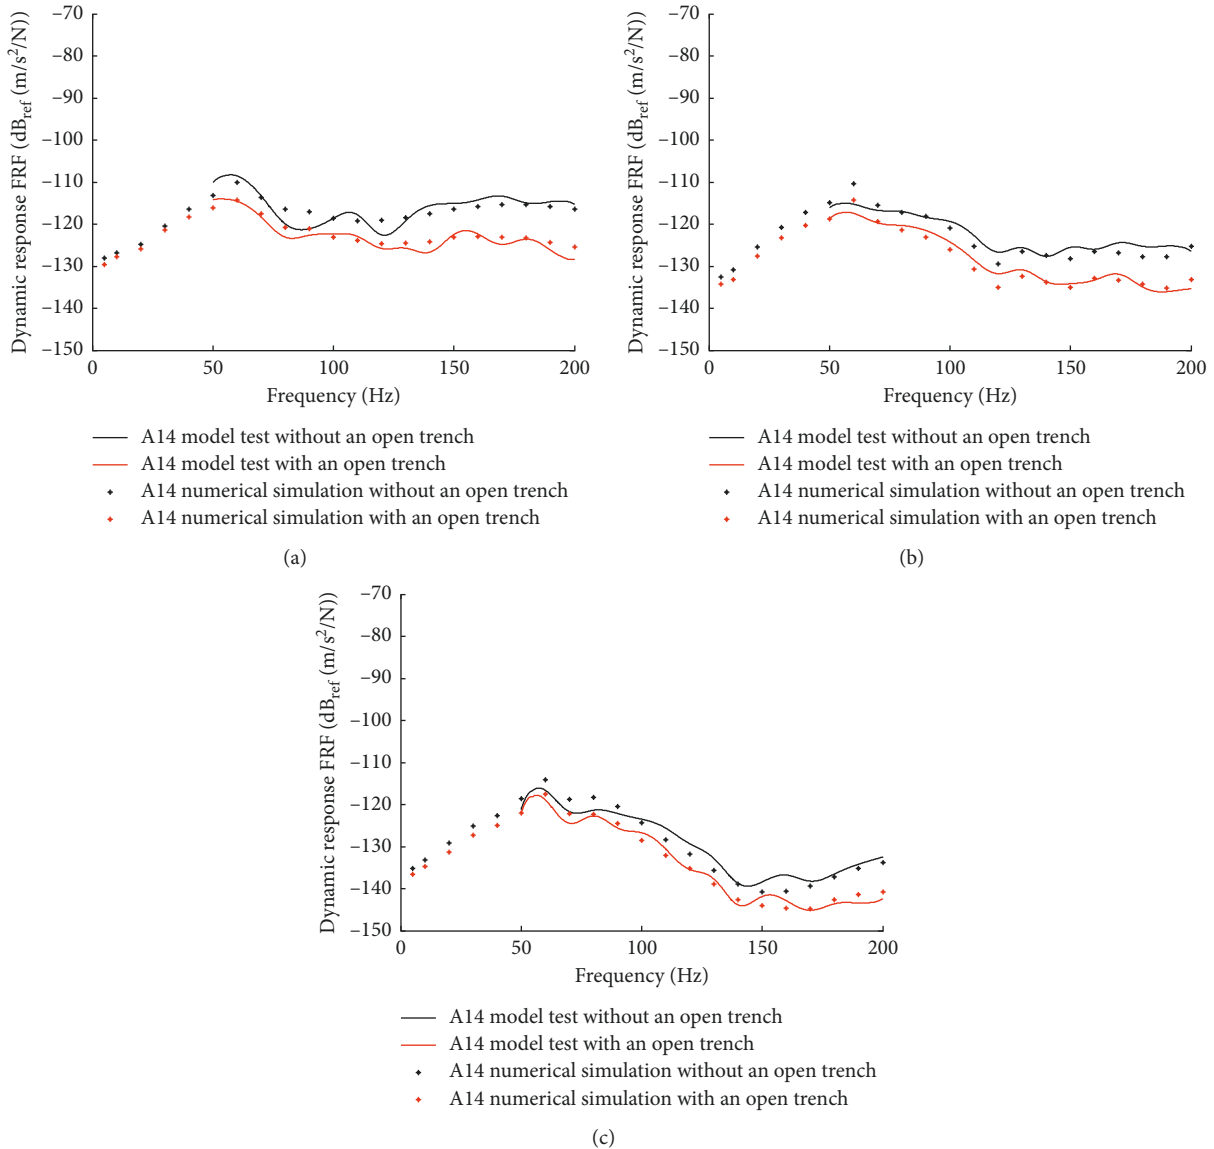 Dynamic response FRF (dBref (m/s²/N))
–70
–80
–90
–100
–110
–120
–130
–140
–150
0 50 100 150 200
Frequency (Hz)
A14 model test without an open trench
A14 model test with an open trench
A14 numerical simulation without an open trench
A14 numerical simulation with an open trench
(a)
Dynamic response FRF (dBref (m/s²/N))
–70
–80
–90
–100
–110
–120
–130
–140
–150
0 50 100 150 200
Frequency (Hz)
A14 model test without an open trench
A14 model test with an open trench
A14 numerical simulation without an open trench
A14 numerical simulation with an open trench
(b)
Dynamic response FRF (dBref (m/s²/N))
–70
–80
–90
–100
–110
–120
–130
–140
–150
0 50 100 150 200
Frequency (Hz)
A14 model test without an open trench
A14 model test with an open trench
A14 numerical simulation without an open trench
A14 numerical simulation with an open trench
(c)